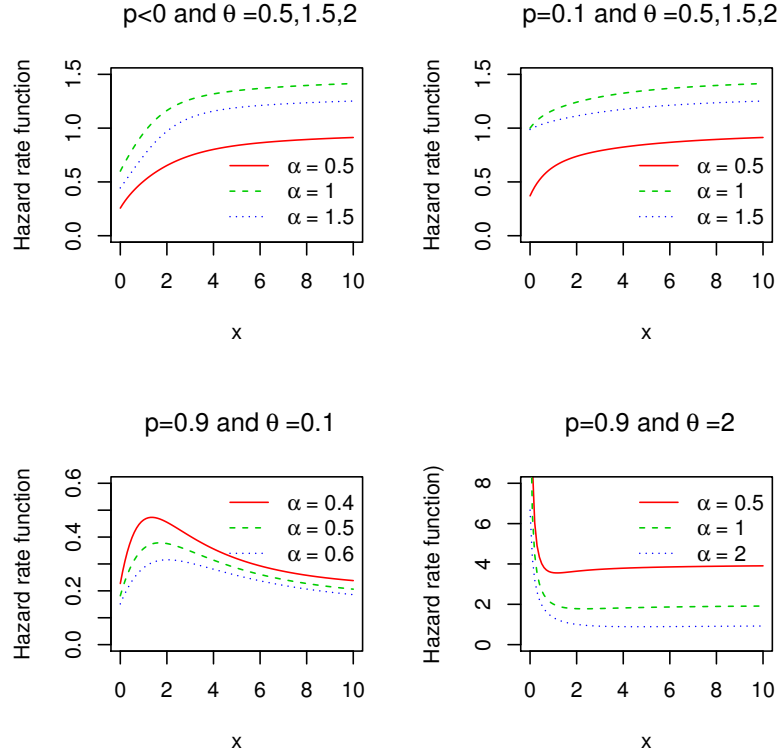 p<0 and θ =0.5,1.5,2
Hazard rate function
0.0 0.5 1.0 1.5
α = 0.5
α = 1
α = 1.5
0 2 4 6 8 10
x
p=0.1 and θ =0.5,1.5,2
Hazard rate function
0.0 0.5 1.0 1.5
α = 0.5
α = 1
α = 1.5
0 2 4 6 8 10
x
p=0.9 and θ =0.1
Hazard rate function
0.0 0.2 0.4 0.6
α = 0.4
α = 0.5
α = 0.6
0 2 4 6 8 10
x
p=0.9 and θ =2
Hazard rate function)
0 2 4 6 8
α = 0.5
α = 1
α = 2
0 2 4 6 8 10
x